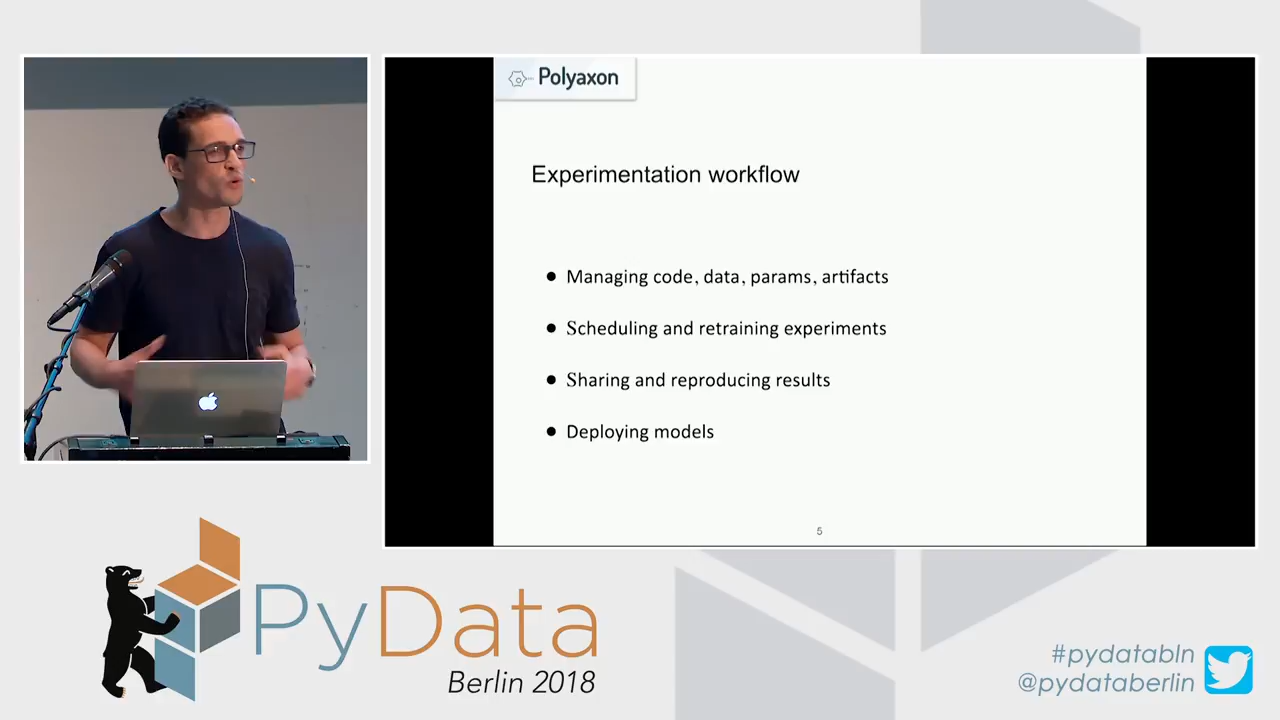 Polyaxon
Experimentation workflow
Managing code, data, params, artifacts
Scheduling and retraining experiments
Sharing and reproducing results
Deploying models
5
PyData
Berlin 2018
#pydatabln
@pydataberlin